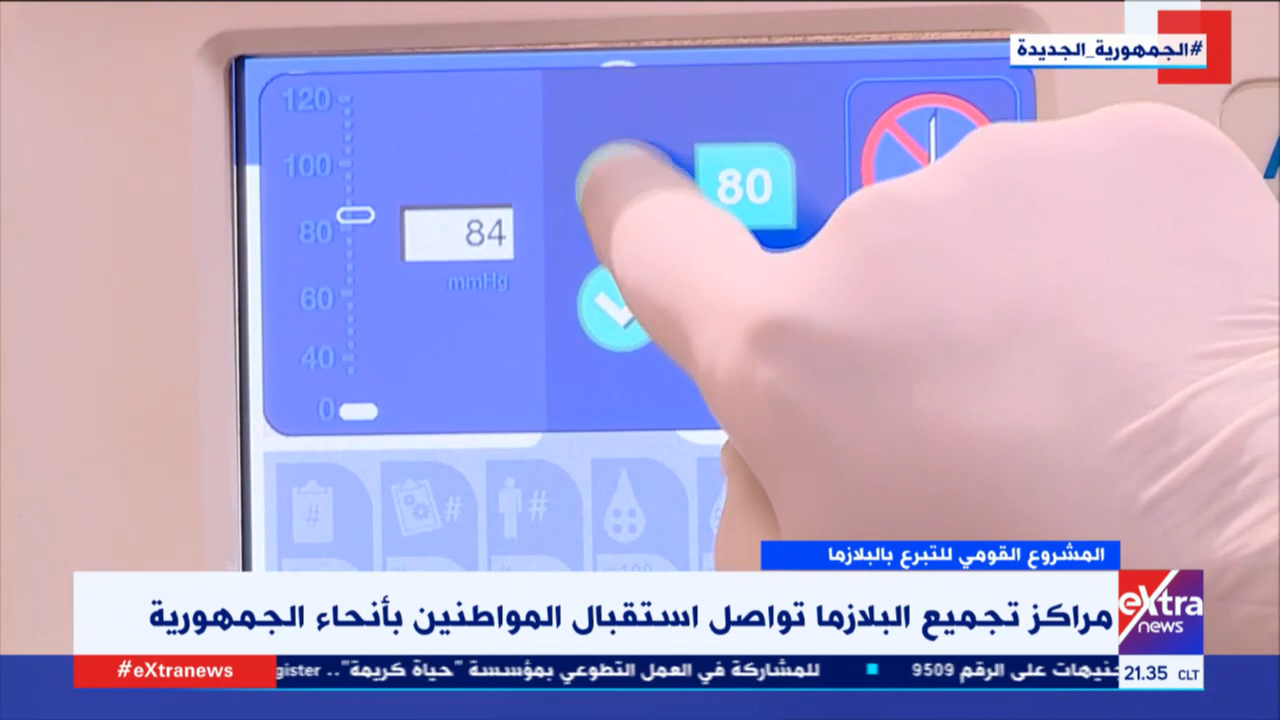 #الجمهورية_الجديدة
120
100
80
60
40
0
84
mmHg
80
#
#
#
المشروع القومي للتبرع بالبلازما
مراكز تجميع البلازما تواصل استقبال المواطنين بأنحاء الجمهورية
eXtra
news
#eXtranews
جنيهات على الرقم 9509 للمشاركة في العمل التطوعي بمؤسسة "حياة كريمة"..
21.35 CLT